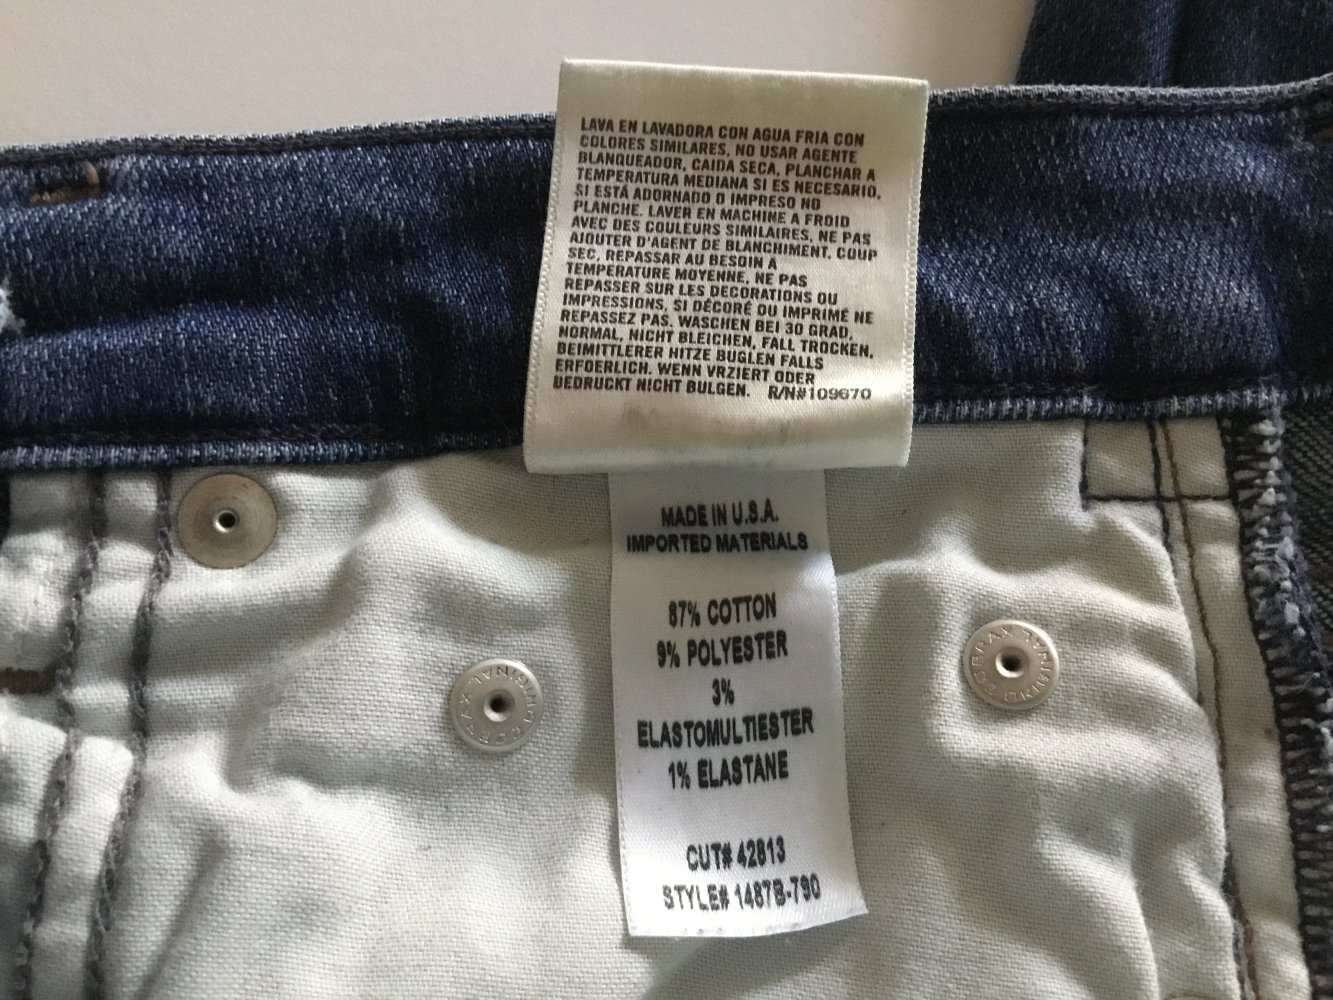 LAVA EN LAVADORA CON AGUA FRIA CON
COLORES SIMILARES, NO USAR AGENTE
BLANQUEADOR, CAIDA SECA, PLANCHAR A
TEMPERATURA MEDIANA SI ES NECESARIO,
SI ESTÁ ADORNADO O IMPRESO NO
PLANCHE. LAVER EN MACHINE A FROID
AVEC DES COULEURS SIMILAIRES, NE PAS
AJOUTER D'AGENT DE BLANCHIMENT, COUP
SEC, REPASSAR AU BESOIN A
TEMPERATURE MOYENNE, NE PAS
REPASSER SUR LES DECORATIONS OU
IMPRESSIONS, SI DÉCORÉ OU IMPRIMÉ NE
REPASSEZ PAS. WASCHEN BEI 30 GRAD,
NORMAL, NICHT BLEICHEN, FALL TROCKEN,
BEIMITTLERER HITZE BUGLEN FALLS
ERFOERLICH. WENN VRZIERT ODER
BEDRUCKT NICHT BULGEN. R/N#109670
MADE IN U.S.A.
IMPORTED MATERIALS
87% COTTON
9% POLYESTER
3%
ELASTOMULTIESTER
1% ELASTANE
CUT# 42813
STYLE# 1487B-790
ORIGINAL
ORIGINAL